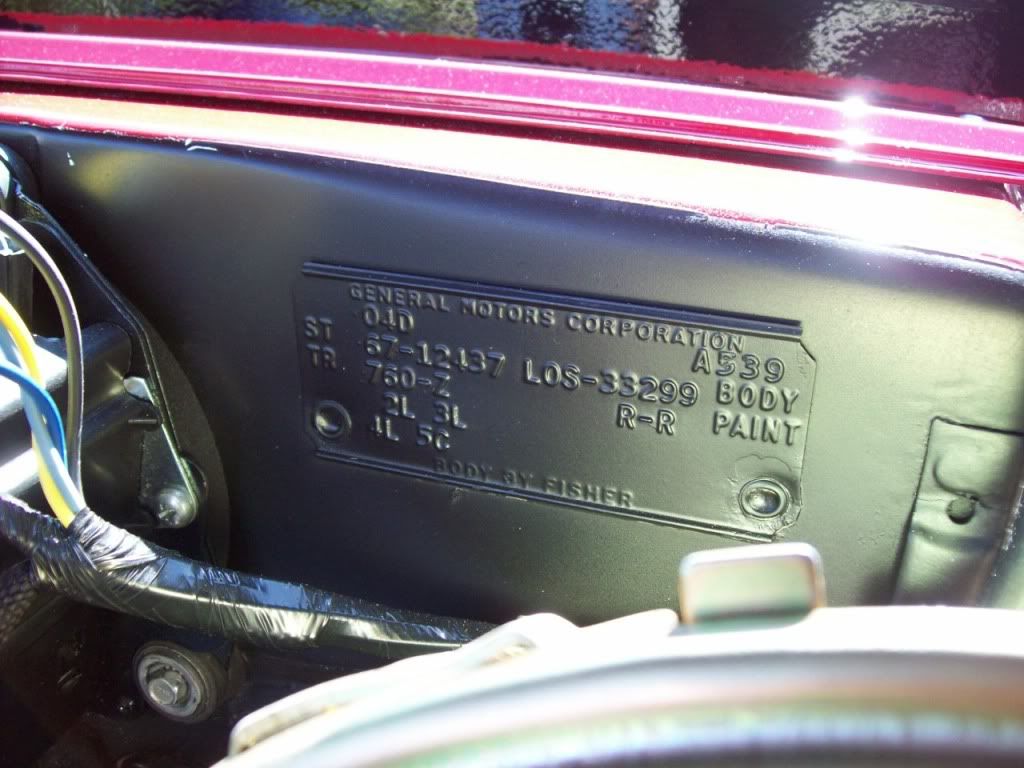 GENERAL MOTORS CORPORATION
04D A539
ST 67-12437 LOS-33299 BODY
TR 760-Z R-R PAINT
2L 3L
4L 5C
BODY BY FISHER